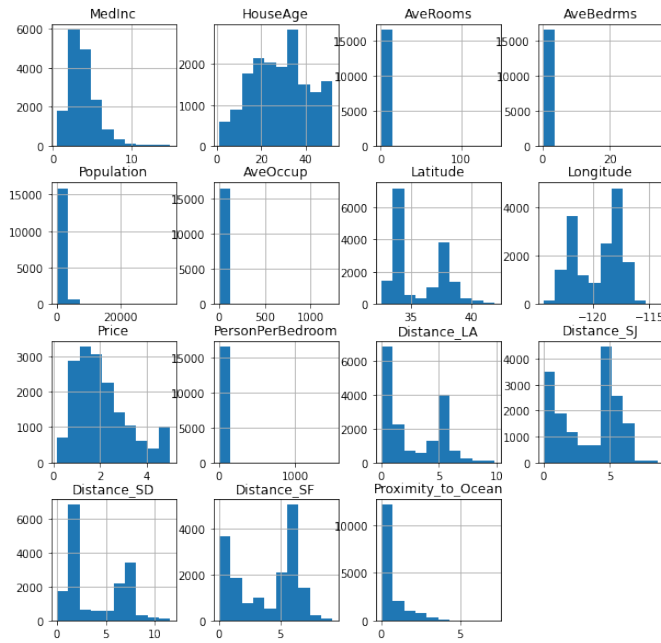 MedInc HouseAge AveRooms AveBedrms
6000 15000 15000
4000 2000 10000 10000
2000 1000 5000 5000
0 0 0 0
0 10 20 40 0 100 0 20
Population AveOccup Latitude Longitude
15000 15000 6000 4000
10000 10000 4000
5000 5000 2000 2000
0 0 0 0
0 20000 0 500 1000 35 40 −120 −115
Price PersonPerBedroom Distance_LA Distance_SJ
3000 15000 6000 4000
2000 10000 4000 3000
1000 5000 2000 2000
1000
0 0 0 0
2 4 0 1000 0 5 10 0 5
Distance_SD Distance_SF Proximity_to_Ocean
6000 4000 10000
4000 2000 5000
2000
0 0 0
0 5 10 0 5 0 5